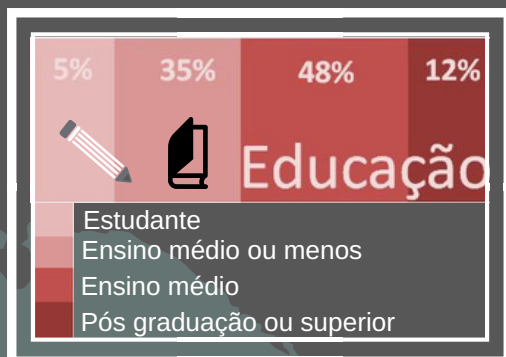 5% 35% 48% 12%
Educação
Estudante
Ensino médio ou menos
Ensino médio
Pós graduação ou superior